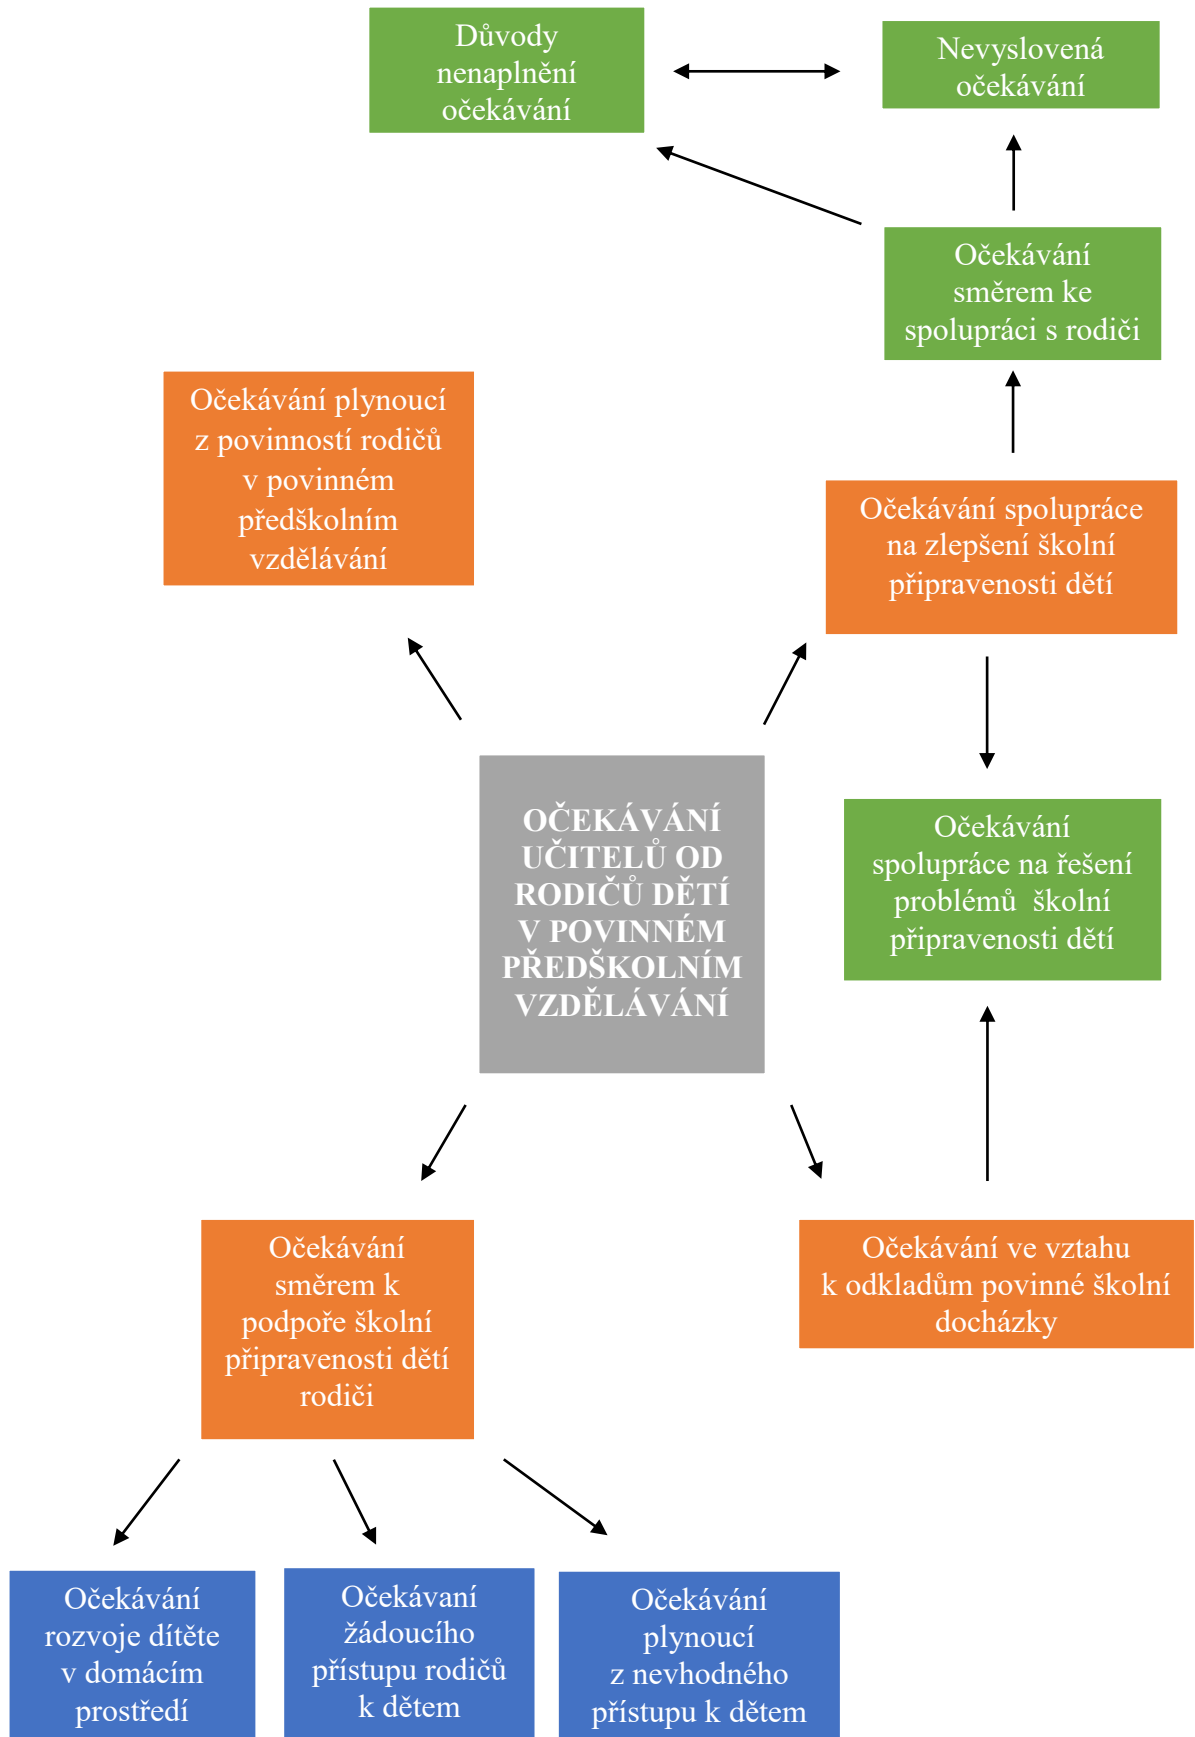 Důvody
nenaplnění
očekávání
Nevyslovená
očekávání
Očekávání
směrem ke
spolupráci s rodiči
Očekávání plynoucí
z povinností rodičů
v povinném
předškolním
vzdělávání
Očekávání spolupráce
na zlepšení školní
připravenosti dětí
OČEKÁVÁNÍ
UČITELŮ OD
RODIČŮ DĚTÍ
V POVINNÉM
PŘEDŠKOLNÍM
VZDĚLÁVÁNÍ
Očekávání
spolupráce na řešení
problémů školní
připravenosti dětí
Očekávání
směrem k
podpoře školní
připravenosti dětí
rodiči
Očekávání ve vztahu
k odkladům povinné školní
docházky
Očekávání
rozvoje dítěte
v domácím
prostředí
Očekávaní
žádoucího
přístupu rodičů
k dětem
Očekávání
plynoucí
z nevhodného
přístupu k dětem